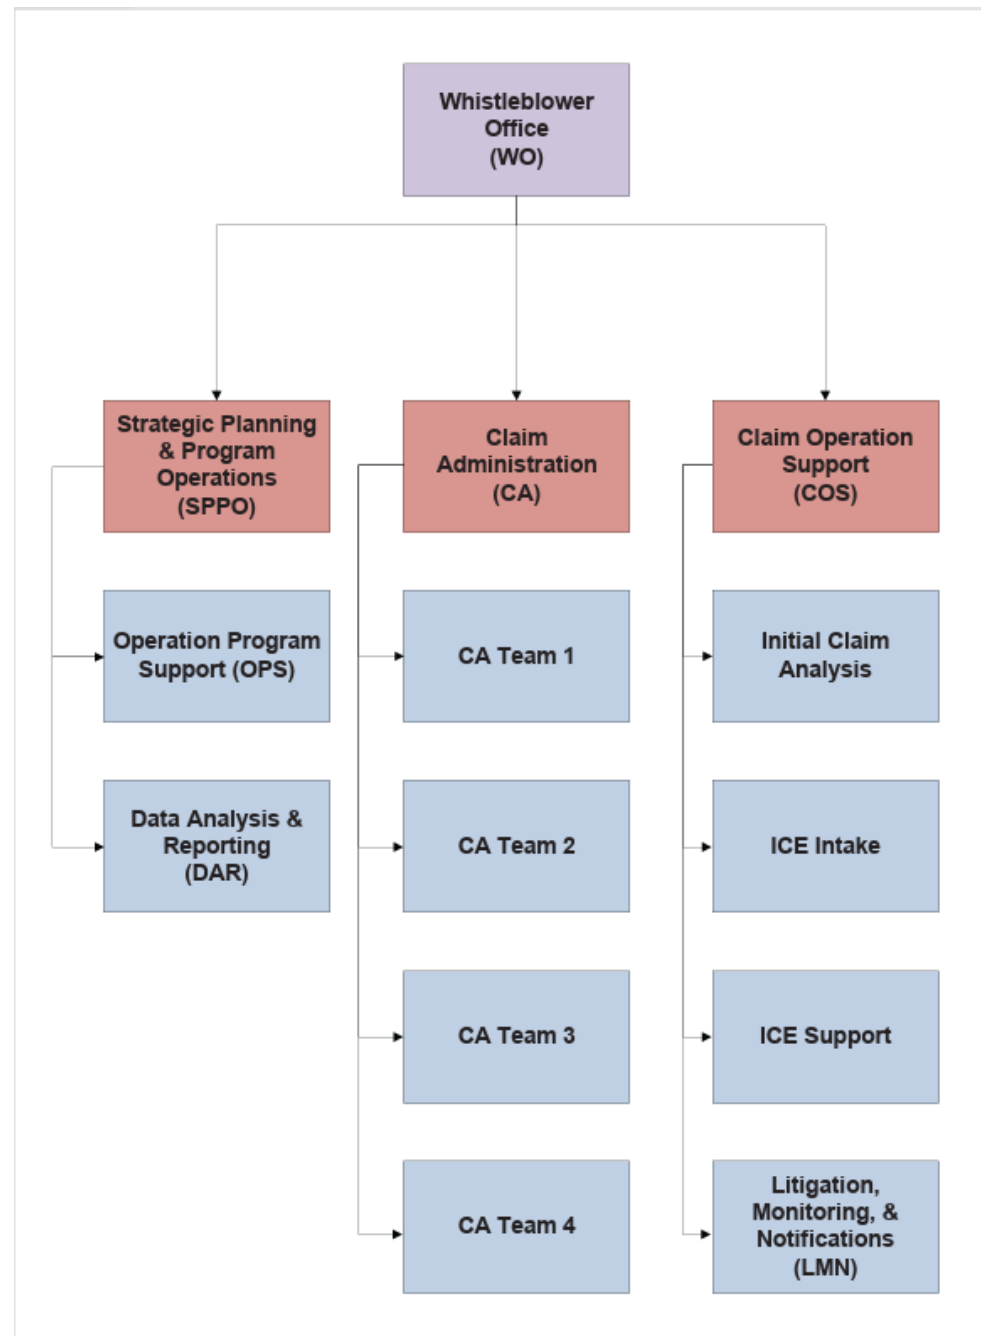 Whistleblower
Office
(WO)
Strategic Planning
& Program
Operations
(SPPO)
Claim
Administration
(CA)
Claim Operation
Support
(COS)
Operation Program
Support (OPS)
CA Team 1
Initial Claim
Analysis
Data Analysis &
Reporting
(DAR)
CA Team 2
ICE Intake
CA Team 3
ICE Support
CA Team 4
Litigation,
Monitoring, &
Notifications
(LMN)